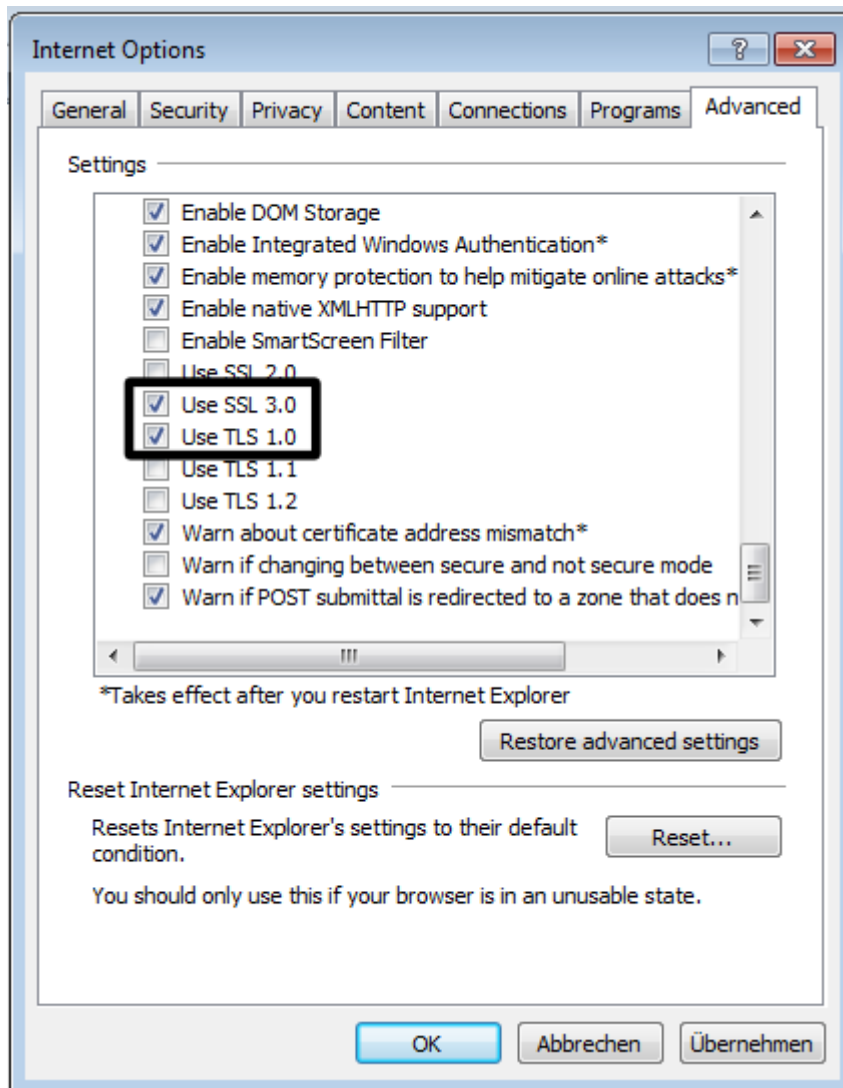 Internet Options
General Security Privacy Content Connections Programs Advanced
Settings
Enable DOM Storage
Enable Integrated Windows Authentication*
Enable memory protection to help mitigate online attacks*
Enable native XMLHTTP support
Enable SmartScreen Filter
Use SSL 2.0
Use SSL 3.0
Use TLS 1.0
Use TLS 1.1
Use TLS 1.2
Warn about certificate address mismatch*
Warn if changing between secure and not secure mode
Warn if POST submittal is redirected to a zone that does n
*Takes effect after you restart Internet Explorer
Restore advanced settings
Reset Internet Explorer settings
Resets Internet Explorer's settings to their default
condition.
Reset...
You should only use this if your browser is in an unusable state.
OK Abbrechen Übernehmen